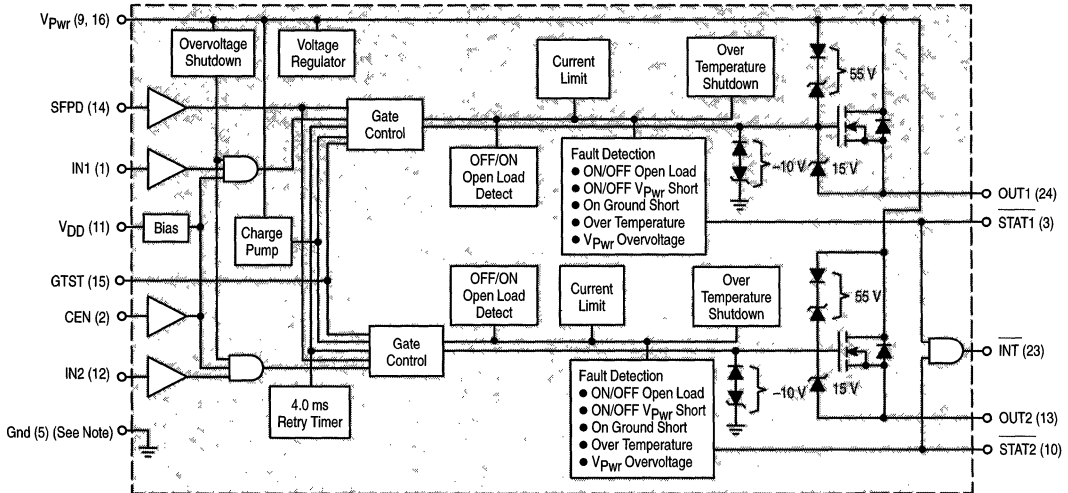 VPwr (9, 16)
Overvoltage
Shutdown
Voltage
Regulator
Current
Limit
Over
Temperature
Shutdown
55 V
SFPD (14)
Gate
Control
IN1 (1)
OFF/ON
Open Load
Detect
Fault Detection
● ON/OFF Open Load
● ON/OFF VPwr Short
● On Ground Short
● Over Temperature
● VPwr Overvoltage
–10 V
15 V
OUT1 (24)
STAT1 (3)
VDD (11)
Bias
Charge
Pump
GTST (15)
OFF/ON
Open Load
Detect
Current
Limit
Over
Temperature
Shutdown
55 V
CEN (2)
Gate
Control
INT (23)
IN2 (12)
4.0 ms
Retry Timer
Fault Detection
● ON/OFF Open Load
● ON/OFF VPwr Short
● On Ground Short
● Over Temperature
● VPwr Overvoltage
–10 V
15 V
OUT2 (13)
STAT2 (10)
Gnd (5) (See Note)